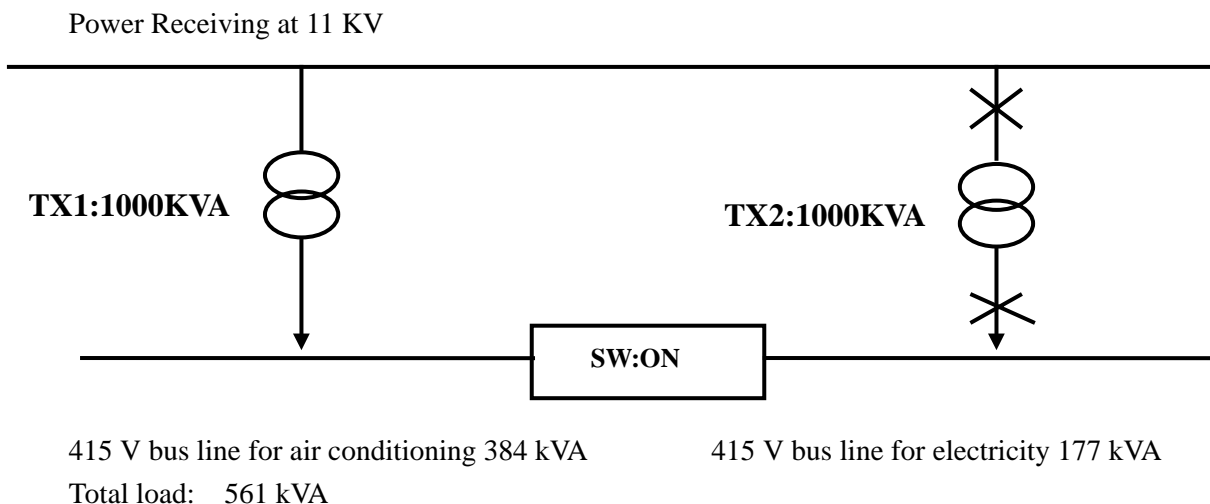 Power Receiving at 11 KV
TX1:1000KVA
TX2:1000KVA
SW:ON
415 V bus line for air conditioning 384 kVA
415 V bus line for electricity 177 kVA
Total load: 561 kVA